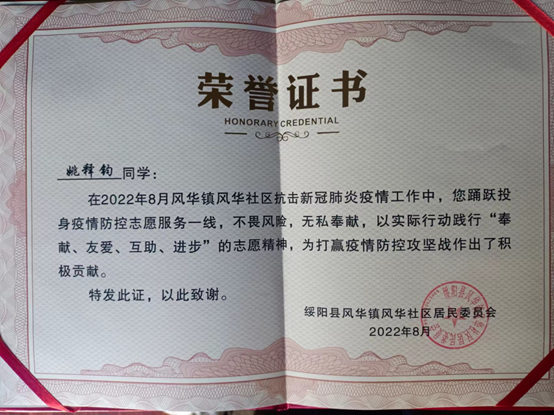 荣誉证书
HONORARY CREDENTIAL
姚釋钧同学：
在2022年8月风华镇风华社区抗击新冠肺炎疫情工作中，您踊跃投
身疫情防控志愿服务一线，不畏风险，无私奉献，以实际行动践行“奉
献、友爱、互助、进步”的志愿精神，为打赢疫情防控攻坚战作出了积
极贡献。
特发此证，以此致谢。
绥阳县风华镇风华社区居民委员会
2022年8月